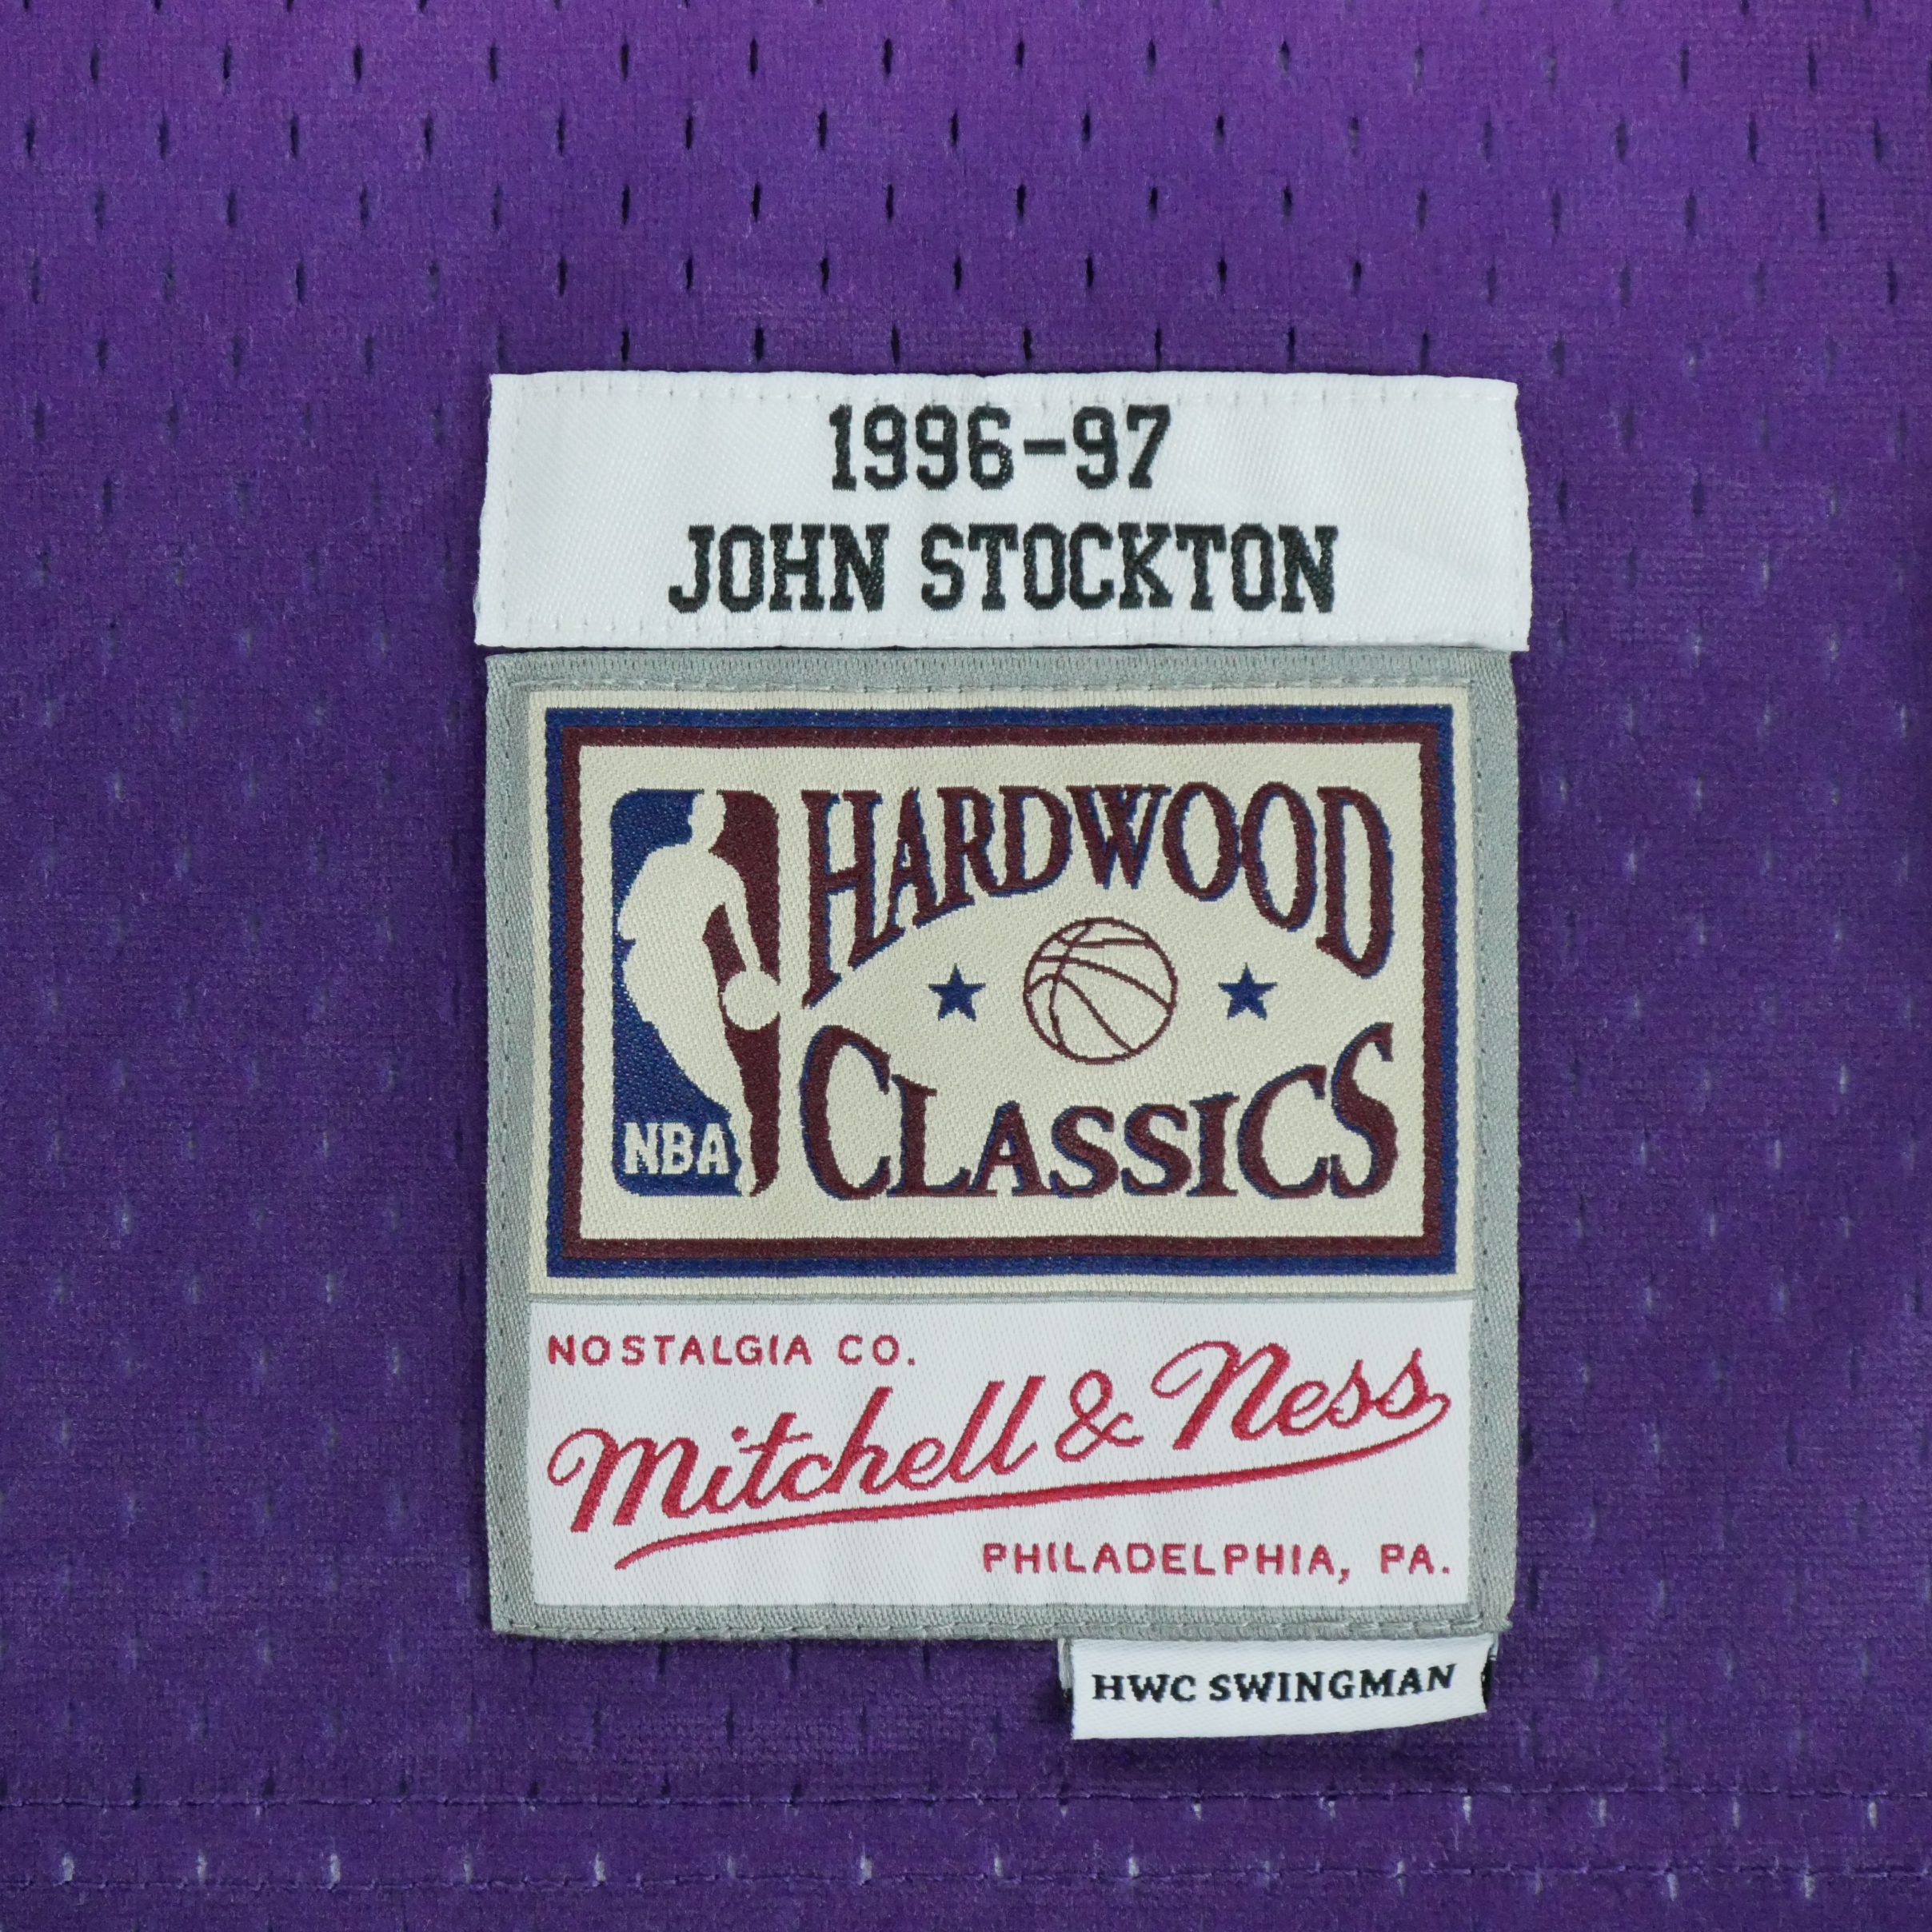 1996-97
JOHN STOCKTON
HARDWOOD
CLASSICS
NBA
NOSTALGIA CO.
Mitchell & Ness
PHILADELPHIA, PA.
HWC SWINGMAN